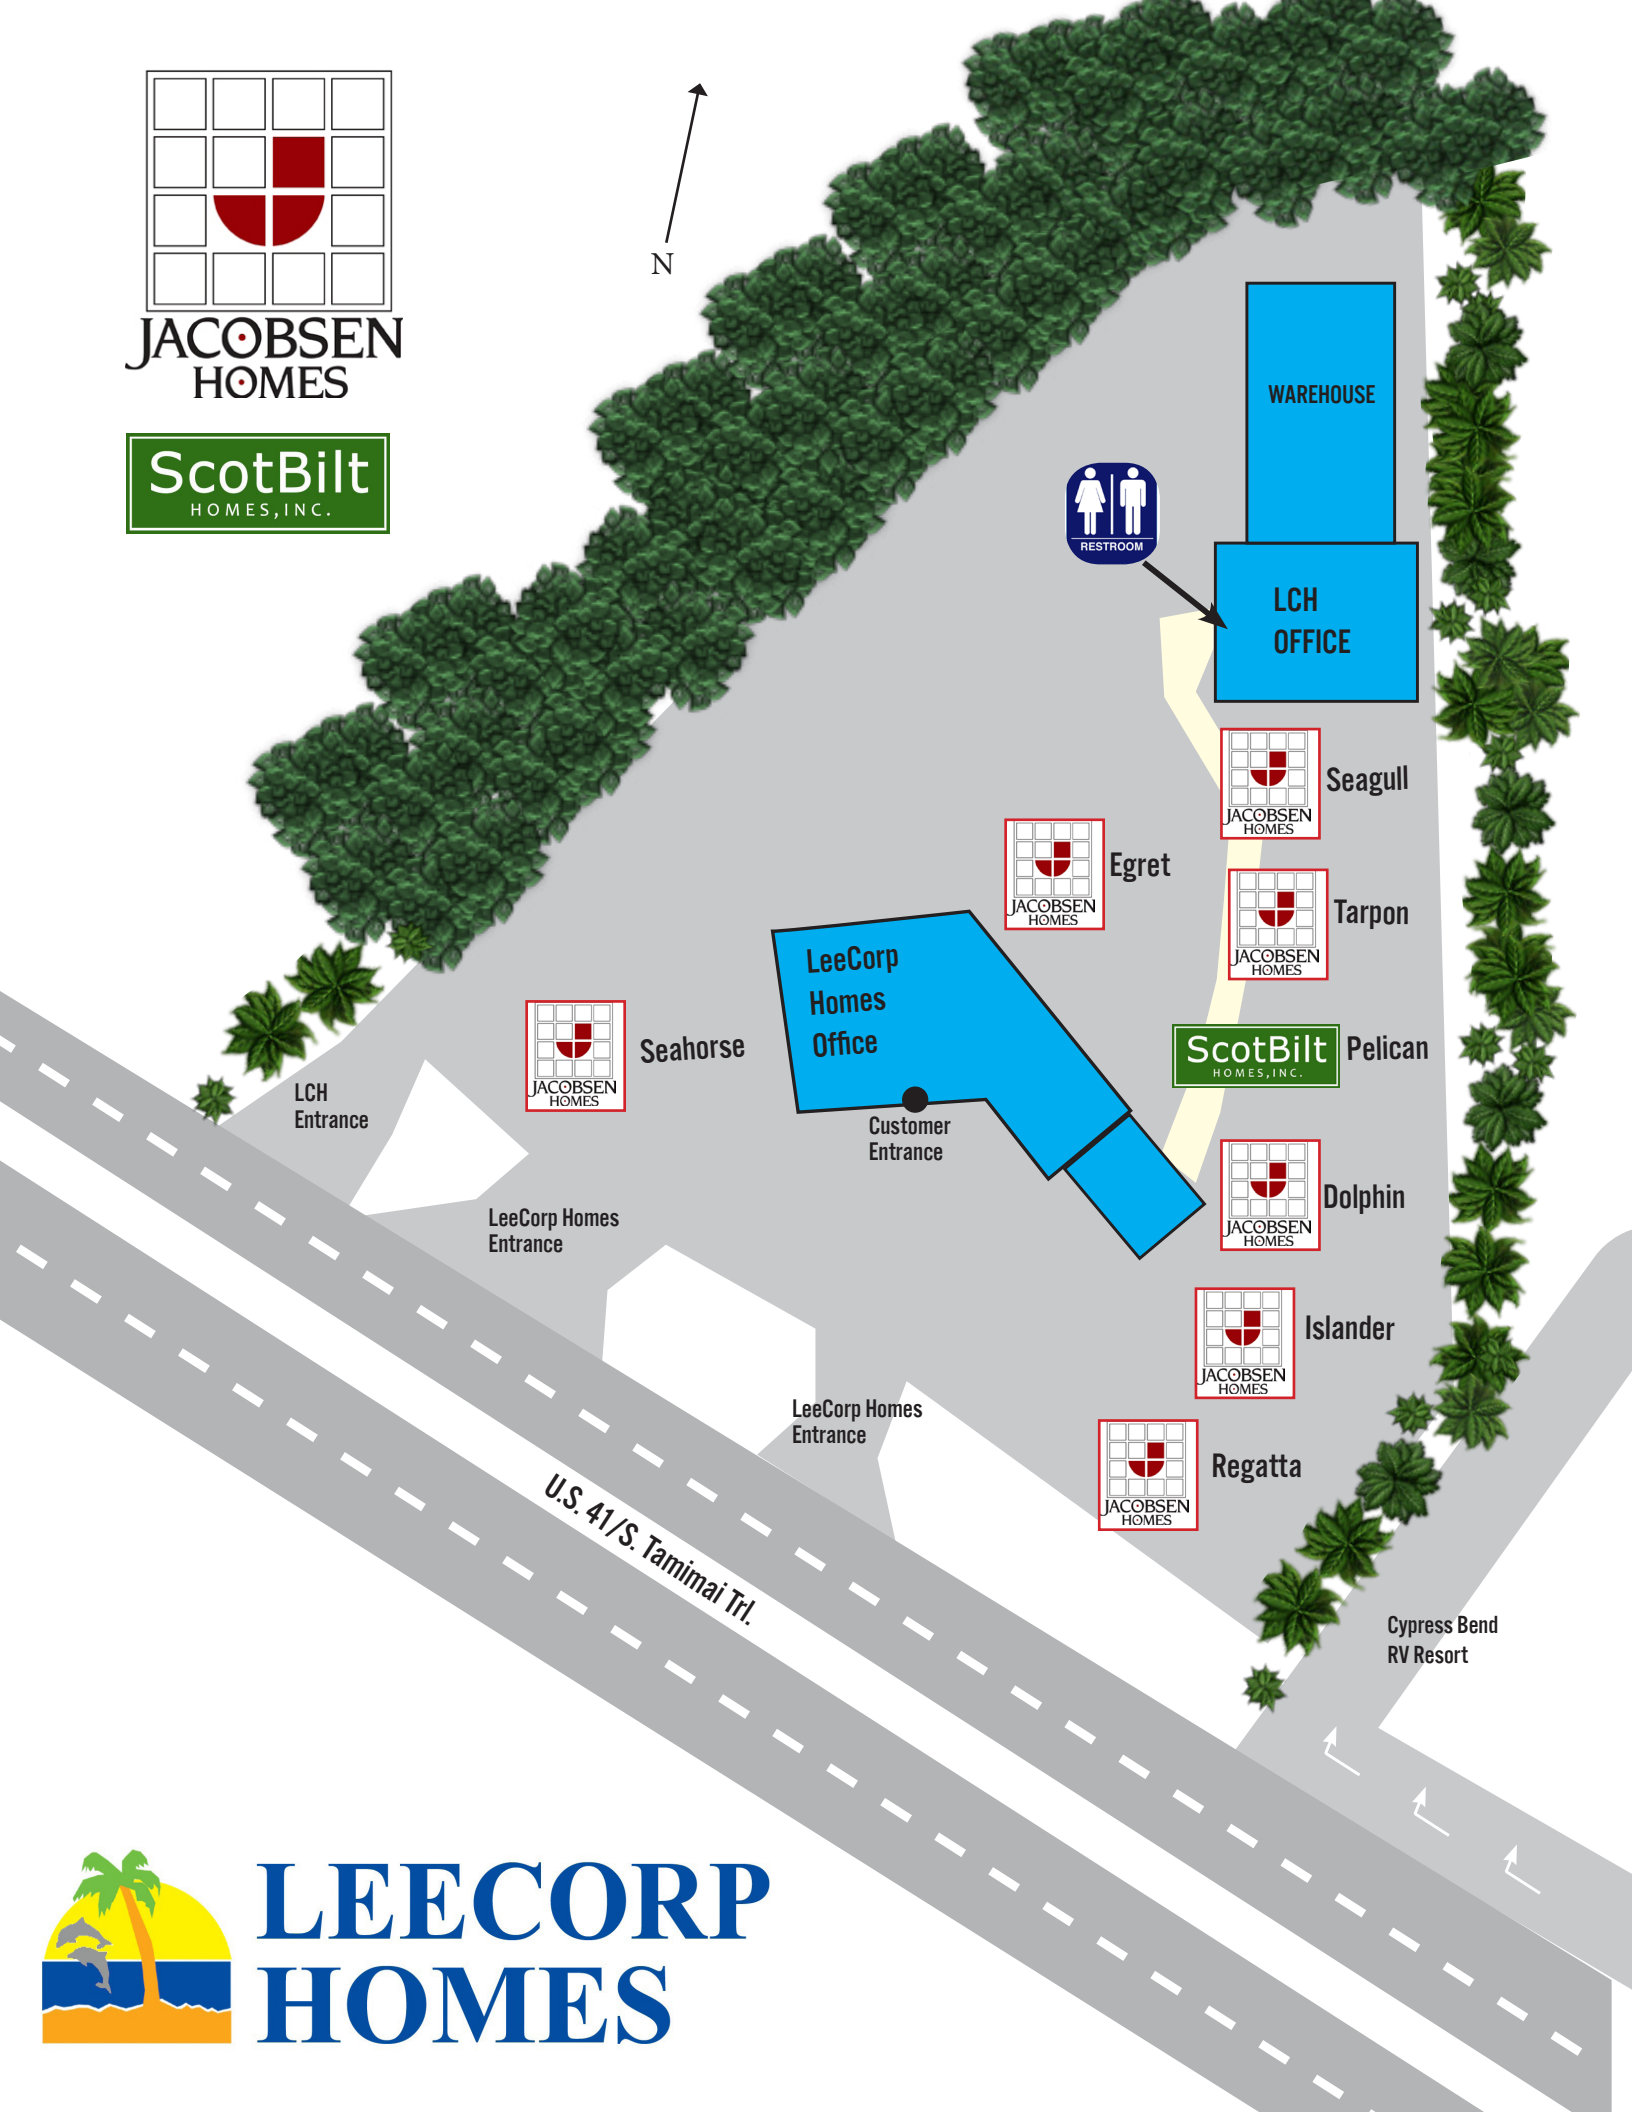 JACOBSEN
HOMES
ScotBilt
HOMES, INC.
N
WAREHOUSE
RESTROOM
LCH
OFFICE
JACOBSEN
HOMES
Seagull
JACOBSEN
HOMES
Egret
JACOBSEN
HOMES
Tarpon
LeeCorp
Homes
Office
JACOBSEN
HOMES
Seahorse
ScotBilt
HOMES, INC.
Pelican
LCH
Entrance
Customer
Entrance
JACOBSEN
HOMES
Dolphin
LeeCorp Homes
Entrance
JACOBSEN
HOMES
Islander
LeeCorp Homes
Entrance
JACOBSEN
HOMES
Regatta
U.S. 41/S. Tamimai Trl.
Cypress Bend
RV Resort
LEECORP
HOMES